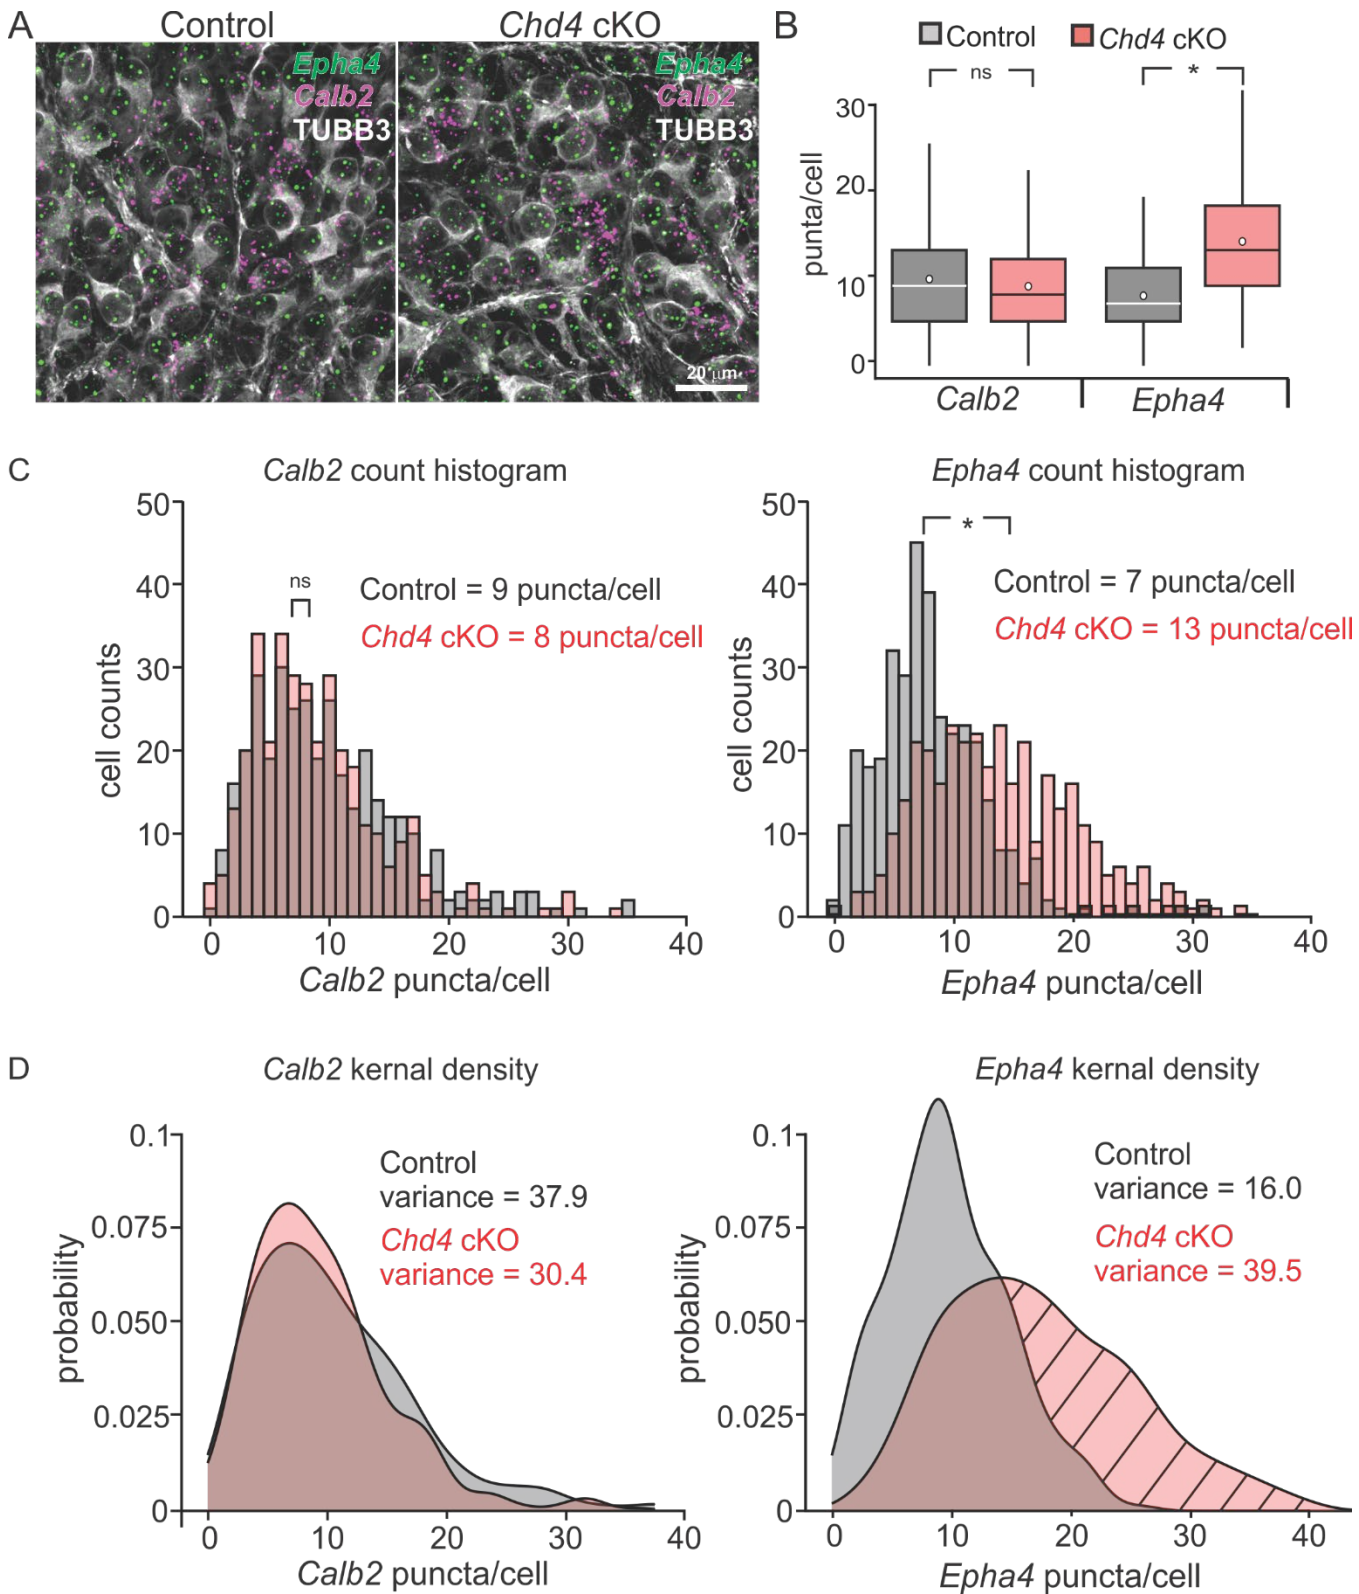 A
Control
Chd4 cKO
Epha4
Calb2
TUBB3
Epha4
Calb2
TUBB3
20 µm
B
Control
Chd4 cKO
ns
*
30
20
10
0
punta/cell
Calb2
Epha4
C
Calb2 count histogram
50
40
30
20
10
0
cell counts
ns
Control = 9 puncta/cell
Chd4 cKO = 8 puncta/cell
0 10 20 30 40
Calb2 puncta/cell
Epha4 count histogram
50
40
30
20
10
0
cell counts
*
Control = 7 puncta/cell
Chd4 cKO = 13 puncta/cell
0 10 20 30 40
Epha4 puncta/cell
D
Calb2 kernal density
0.1
0.075
0.050
0.025
0
probability
Control
variance = 37.9
Chd4 cKO
variance = 30.4
0 10 20 30 40
Calb2 puncta/cell
Epha4 kernal density
0.1
0.075
0.050
0.025
0
probability
Control
variance = 16.0
Chd4 cKO
variance = 39.5
0 10 20 30 40
Epha4 puncta/cell